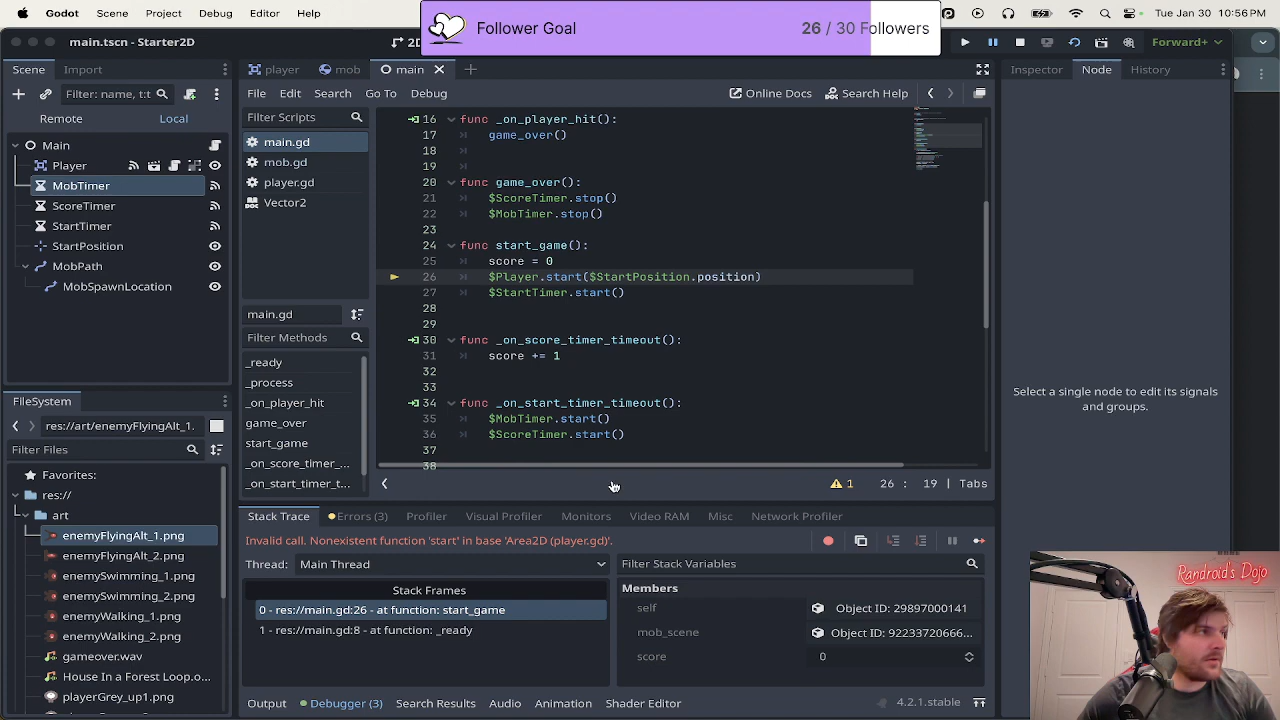 Follower Goal 26 / 30 Followers
Tue Jan 30 10:56 PM
main.gd - Squaser2D
Forward+
Scene Import
player mob main
Inspector Node History
Filter: name, t:t
File Edit Search Go To Debug
Online Docs Search Help
Remote Local
Main
Player
MobTimer
ScoreTimer
StartTimer
StartPosition
MobPath
MobSpawnLocation
Filter Scripts
main.gd
mob.gd
player.gd
Vector2
main.gd
Filter Methods
_ready
_process
_on_player_hit
game_over
start_game
_on_score_timer_...
_on_start_timer_t...
16 func _on_player_hit():
17 game_over()
18
19
20 func game_over():
21 $ScoreTimer.stop()
22 $MobTimer.stop()
23
24 func start_game():
25 score = 0
26 $Player.start($StartPosition.position)
27 $StartTimer.start()
28
29
30 func _on_score_timer_timeout():
31 score += 1
32
33
34 func _on_start_timer_timeout():
35 $MobTimer.start()
36 $ScoreTimer.start()
37
38
1 26 : 19 | Tabs
Select a single node to edit its signals
and groups.
FileSystem
res://art/enemyFlyingAlt_1.
Filter Files
Favorites:
res://
art
enemyFlyingAlt_1.png
enemyFlyingAlt_2.png
enemySwimming_1.png
enemySwimming_2.png
enemyWalking_1.png
enemyWalking_2.png
gameover.wav
House In a Forest Loop.o...
playerGrey_up1.png
Stack Trace Errors (3) Profiler Visual Profiler Monitors Video RAM Misc Network Profiler
Invalid call. Nonexistent function 'start' in base 'Area2D (player.gd)'.
Thread: Main Thread
Filter Stack Variables
Stack Frames
0 - res://main.gd:26 - at function: start_game
1 - res://main.gd:8 - at function: _ready
Members
self Object ID: 29897000141
mob_scene Object ID: 92233720666...
score 0
Output Debugger (3) Search Results Audio Animation Shader Editor
4.2.1.stable
Randroid's Dojo